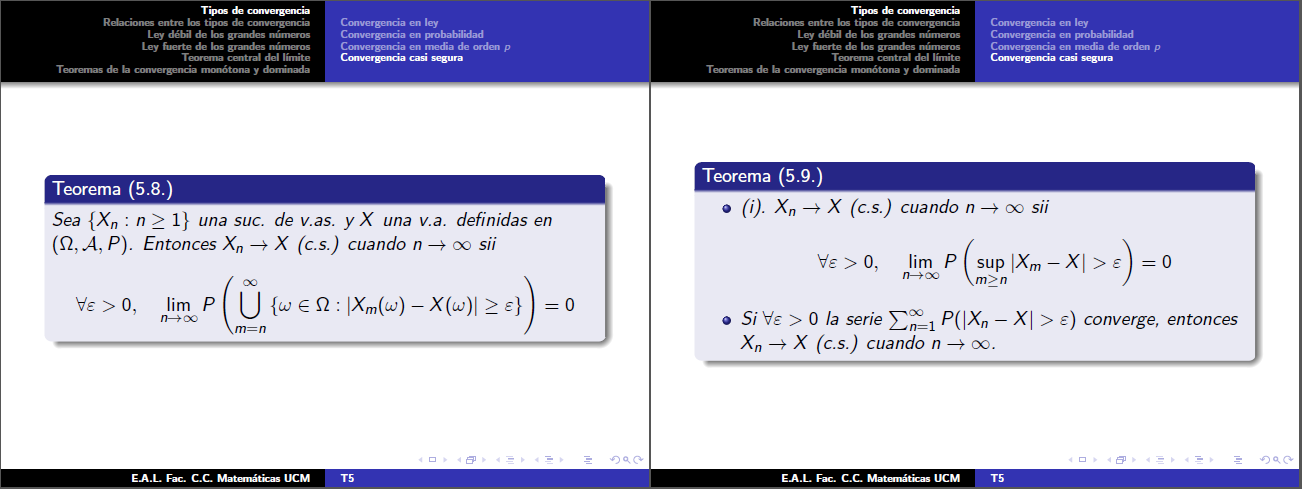 Tipos de convergencia
Relaciones entre los tipos de convergencia
Ley débil de los grandes números
Ley fuerte de los grandes números
Teorema central del límite
Teoremas de la convergencia monótona y dominada
Convergencia en ley
Convergencia en probabilidad
Convergencia en media de orden p
Convergencia casi segura
Teorema (5.8.)
Sea {Xₙ : n ≥ 1} una suc. de v.as. y X una v.a. definidas en
(Ω, 𝒜, P). Entonces Xₙ → X (c.s.) cuando n → ∞ sii
∀ε > 0, lim_{n→∞} P(⋃_{m=n}^{∞} {ω ∈ Ω : |Xₘ(ω) − X(ω)| ≥ ε}) = 0
E.A.L. Fac. C.C. Matemáticas UCM
T5
Tipos de convergencia
Relaciones entre los tipos de convergencia
Ley débil de los grandes números
Ley fuerte de los grandes números
Teorema central del límite
Teoremas de la convergencia monótona y dominada
Convergencia en ley
Convergencia en probabilidad
Convergencia en media de orden p
Convergencia casi segura
Teorema (5.9.)
(i). Xₙ → X (c.s.) cuando n → ∞ sii
∀ε > 0, lim_{n→∞} P(sup_{m≥n} |Xₘ − X| > ε) = 0
Si ∀ε > 0 la serie ∑_{n=1}^{∞} P(|Xₙ − X| > ε) converge, entonces
Xₙ → X (c.s.) cuando n → ∞.
E.A.L. Fac. C.C. Matemáticas UCM
T5